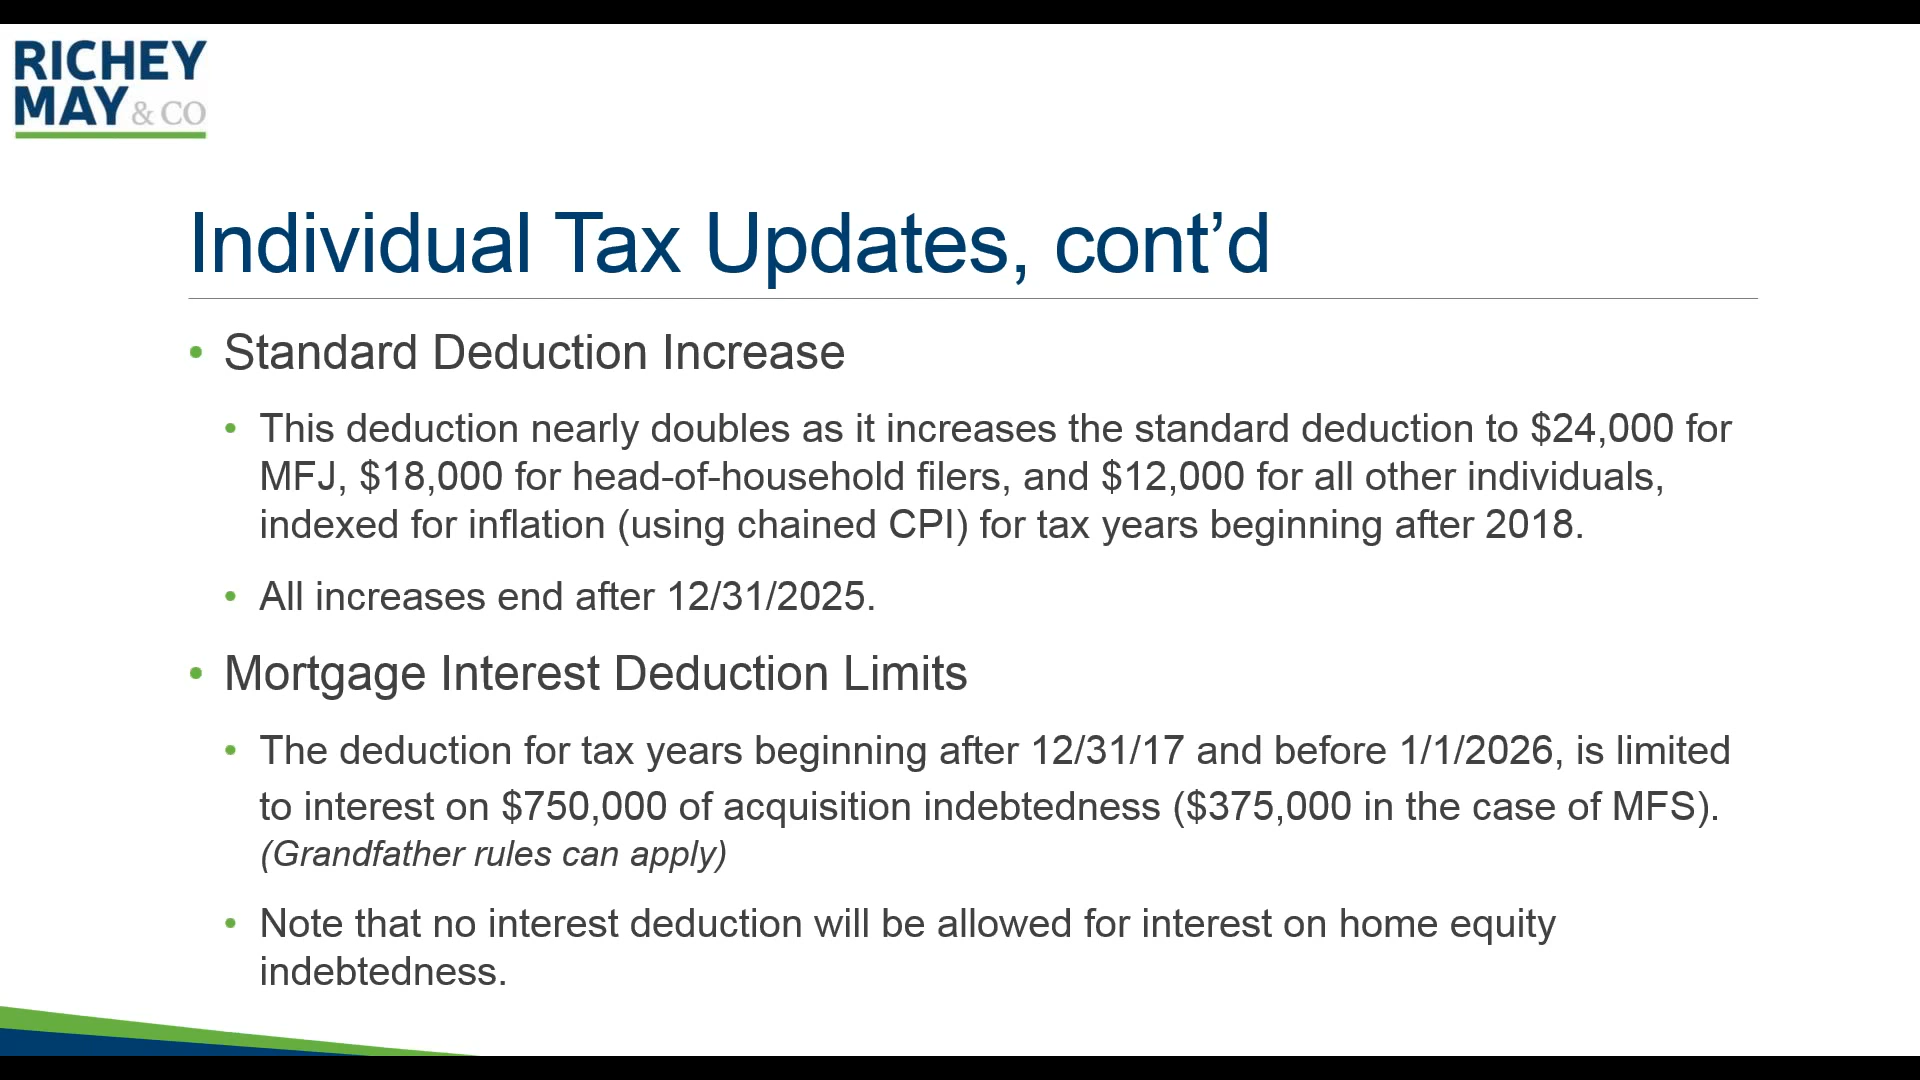 RICHEY
MAY & CO
Individual Tax Updates, cont’d
• Standard Deduction Increase
• This deduction nearly doubles as it increases the standard deduction to $24,000 for
MFJ, $18,000 for head-of-household filers, and $12,000 for all other individuals,
indexed for inflation (using chained CPI) for tax years beginning after 2018.
• All increases end after 12/31/2025.
• Mortgage Interest Deduction Limits
• The deduction for tax years beginning after 12/31/17 and before 1/1/2026, is limited
to interest on $750,000 of acquisition indebtedness ($375,000 in the case of MFS).
(Grandfather rules can apply)
• Note that no interest deduction will be allowed for interest on home equity
indebtedness.